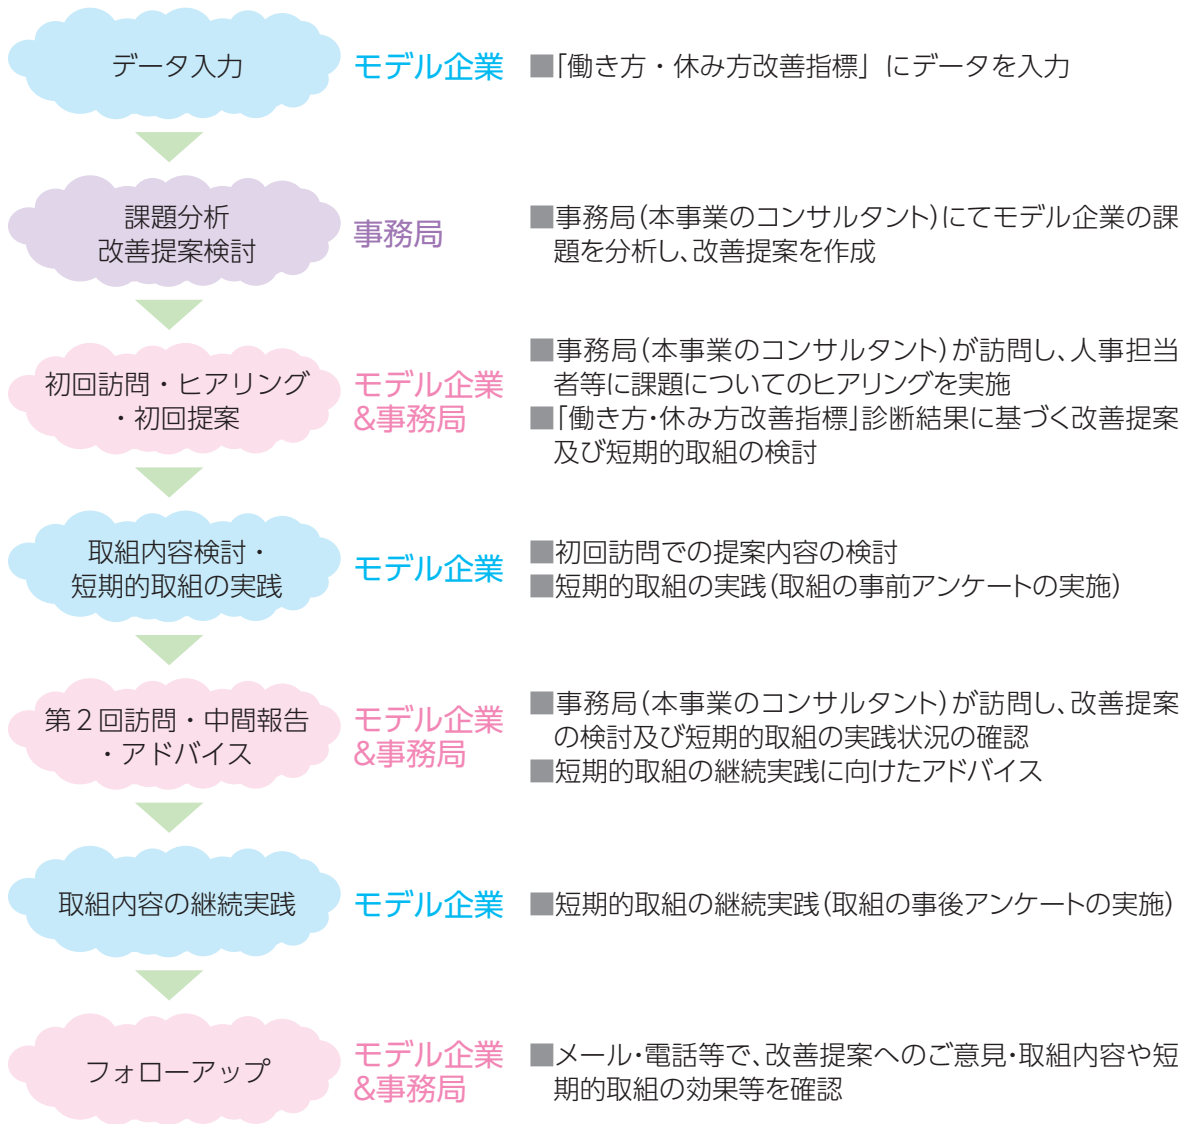 データ入力
モデル企業
■「働き方・休み方改善指標」にデータを入力
課題分析
改善提案検討
事務局
■事務局(本事業のコンサルタント)にてモデル企業の課
題を分析し、改善提案を作成
初回訪問・ヒアリング
・初回提案
モデル企業
&事務局
■事務局(本事業のコンサルタント)が訪問し、人事担当
者等に課題についてのヒアリングを実施
■「働き方・休み方改善指標」診断結果に基づく改善提案
及び短期的取組の検討
取組内容検討・
短期的取組の実践
モデル企業
■初回訪問での提案内容の検討
■短期的取組の実践(取組の事前アンケートの実施)
第2回訪問・中間報告
・アドバイス
モデル企業
&事務局
■事務局(本事業のコンサルタント)が訪問し、改善提案
の検討及び短期的取組の実践状況の確認
■短期的取組の継続実践に向けたアドバイス
取組内容の継続実践
モデル企業
■短期的取組の継続実践(取組の事後アンケートの実施)
フォローアップ
モデル企業
&事務局
■メール・電話等で、改善提案へのご意見・取組内容や短
期的取組の効果等を確認